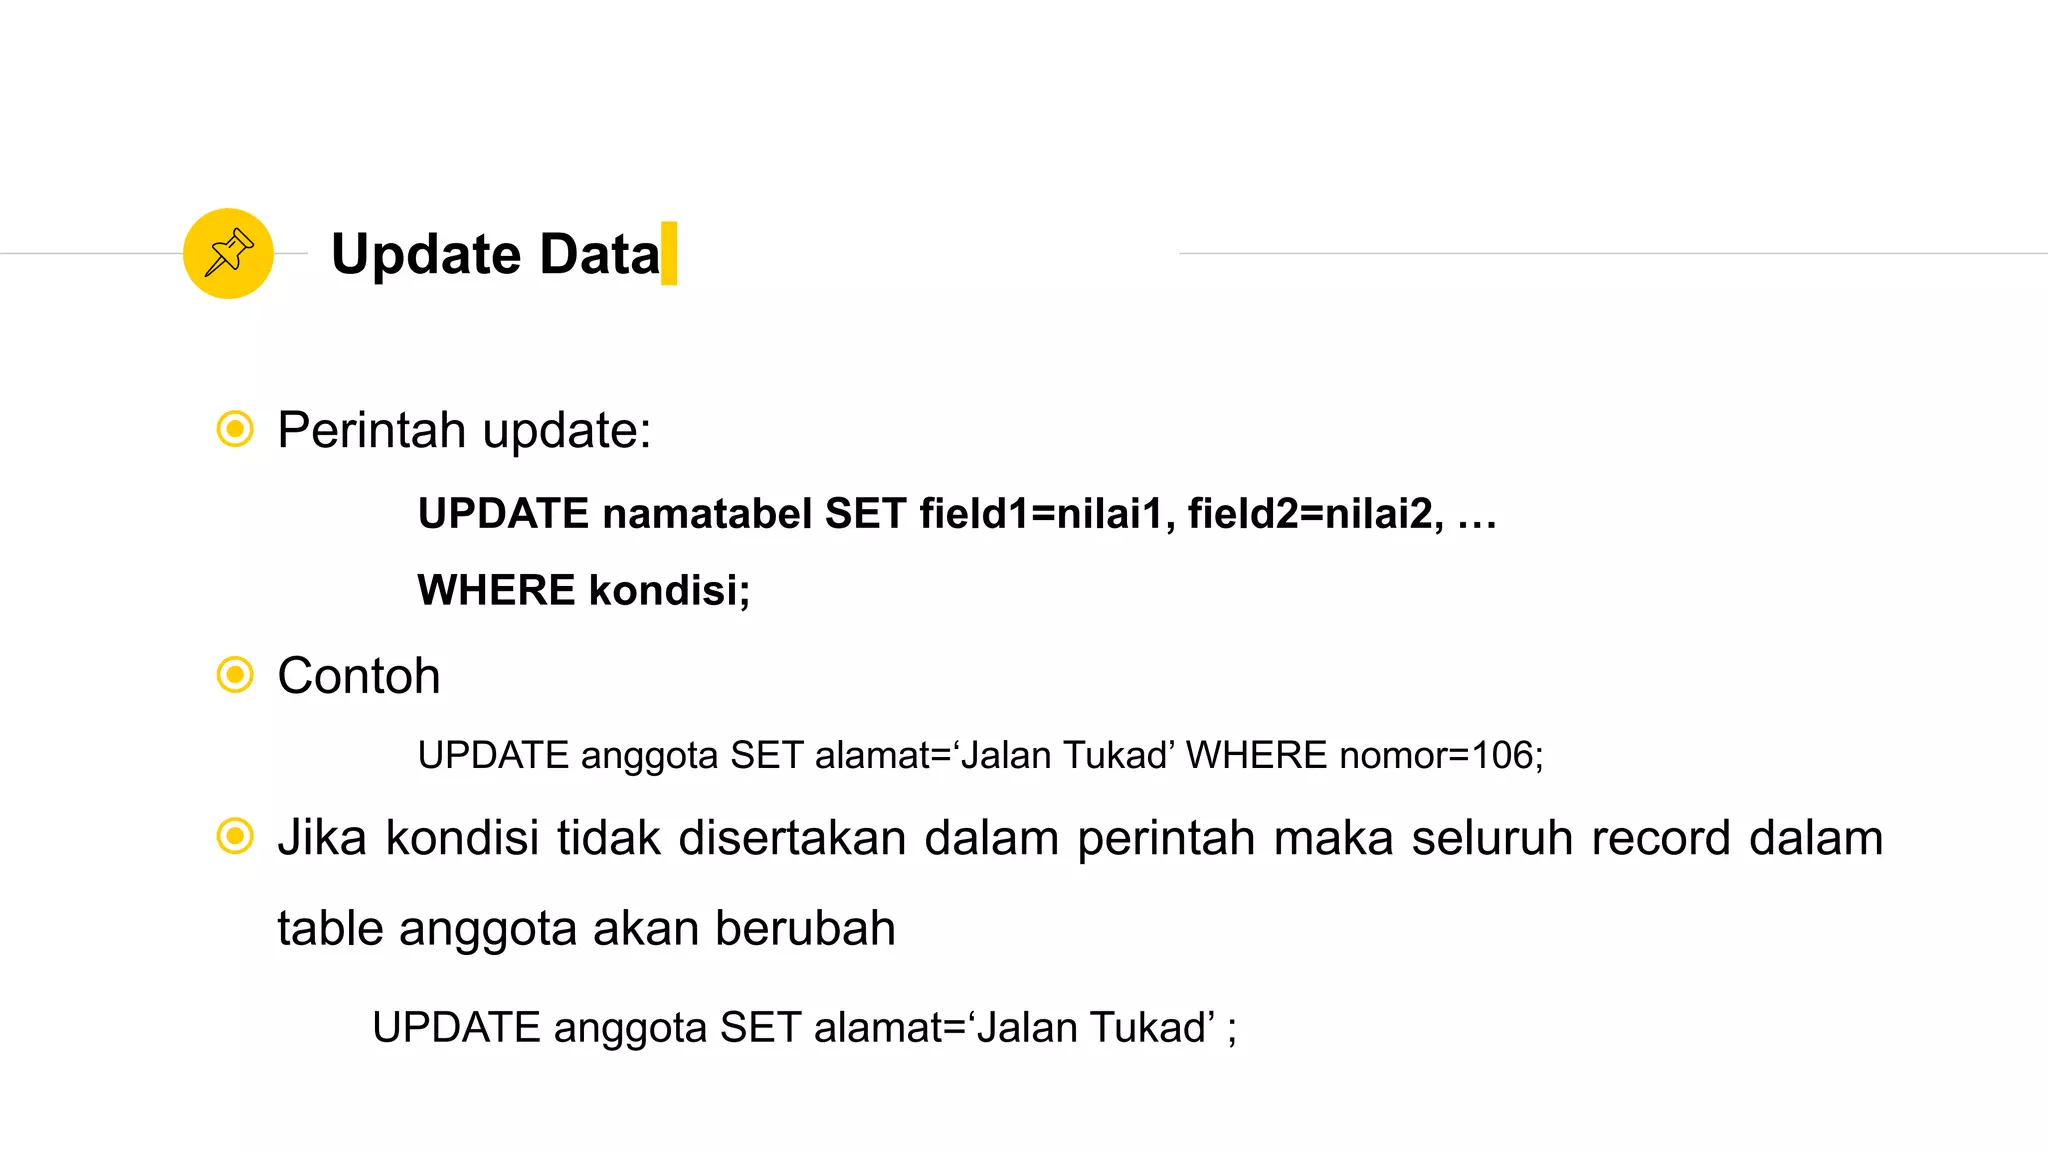 Update Data
Perintah update:
UPDATE namatabel SET field1=nilai1, field2=nilai2, …
WHERE kondisi;
Contoh
UPDATE anggota SET alamat=‘Jalan Tukad’ WHERE nomor=106;
Jika kondisi tidak disertakan dalam perintah maka seluruh record dalam
table anggota akan berubah
UPDATE anggota SET alamat=‘Jalan Tukad’ ;